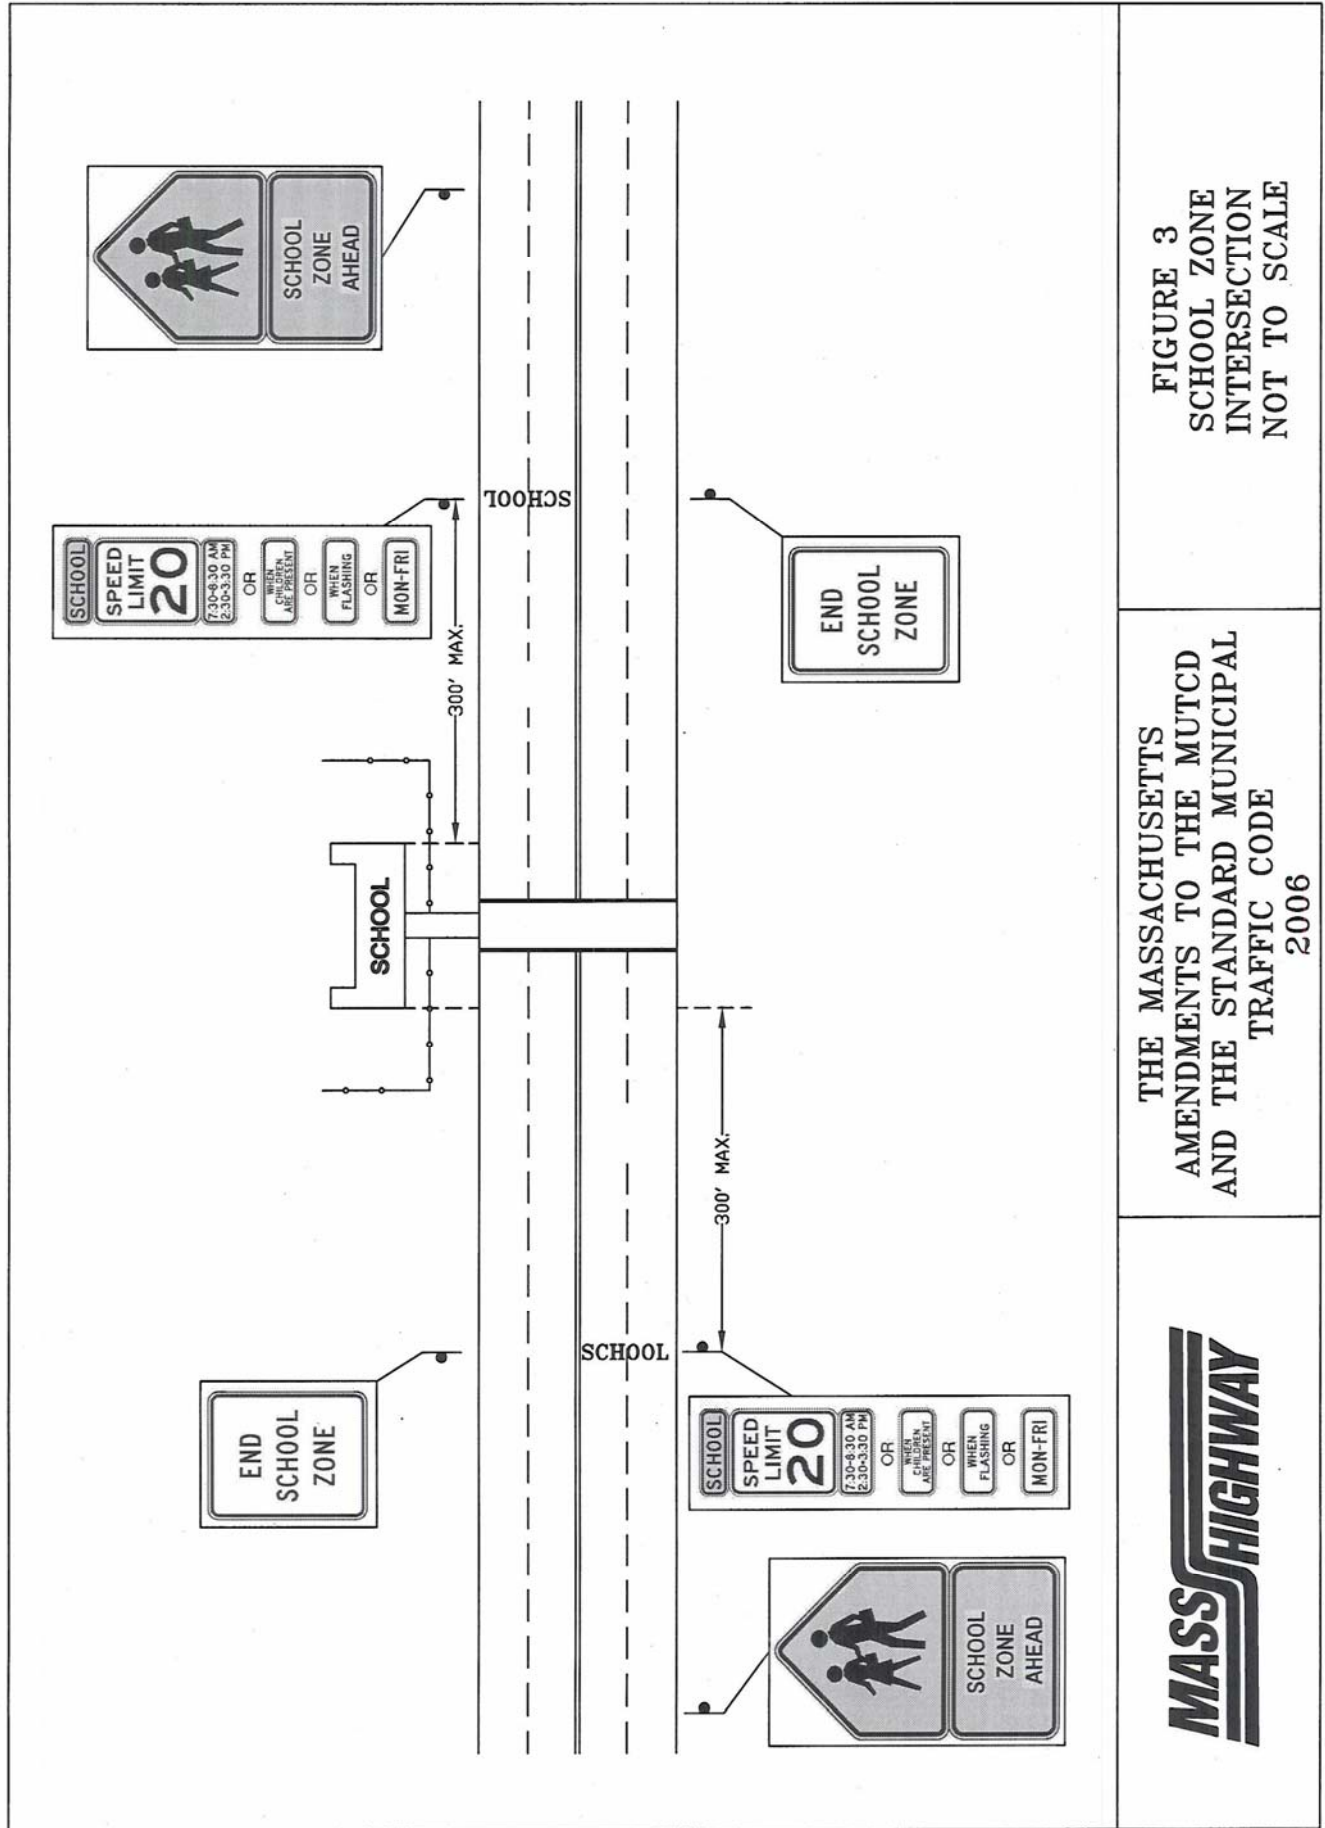 SCHOOL
SPEED
LIMIT
20
7:30-8:30 AM
2:30-3:30 PM
OR
WHEN
CHILDREN
ARE PRESENT
OR
WHEN
FLASHING
OR
MON-FRI
SCHOOL
ZONE
AHEAD
END
SCHOOL
ZONE
SCHOOL
300' MAX.
SCHOOL
SCHOOL
300' MAX.
SCHOOL
SPEED
LIMIT
20
7:30-8:30 AM
2:30-3:30 PM
OR
WHEN
CHILDREN
ARE PRESENT
OR
WHEN
FLASHING
OR
MON-FRI
SCHOOL
ZONE
AHEAD
END
SCHOOL
ZONE
MASS HIGHWAY
THE MASSACHUSETTS
AMENDMENTS TO THE MUTCD
AND THE STANDARD MUNICIPAL
TRAFFIC CODE
2006
FIGURE 3
SCHOOL ZONE
INTERSECTION
NOT TO SCALE